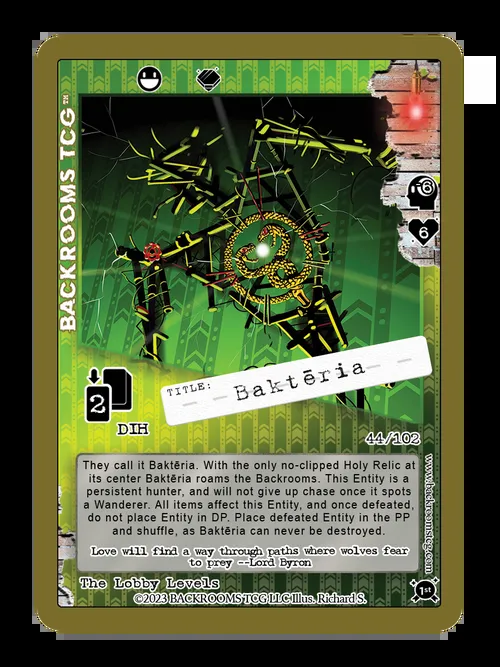 BACKROOMS TCG™
6
6
TITLE: Baktēria
2
DIH
44/102
They call it Baktēria. With the only no-clipped Holy Relic at
its center Baktēria roams the Backrooms. This Entity is a
persistent hunter, and will not give up chase once it spots
a Wanderer. All items affect this Entity, and once defeated,
do not place Entity in DP. Place defeated Entity in the PP
and shuffle, as Baktēria can never be destroyed.
Love will find a way through paths where wolves fear
to prey --Lord Byron
www.backroomstcg.com
The Lobby Levels
1st
©2023 BACKROOMS TCG LLC Illus. Richard S.